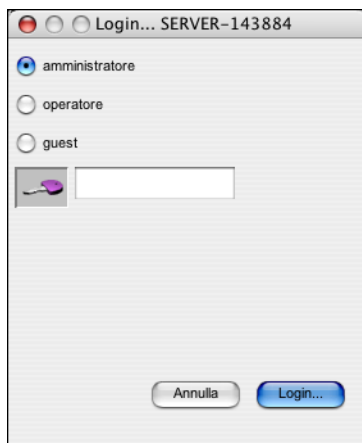 Login... SERVER-143884
amministratore
operatore
guest
Annulla Login...